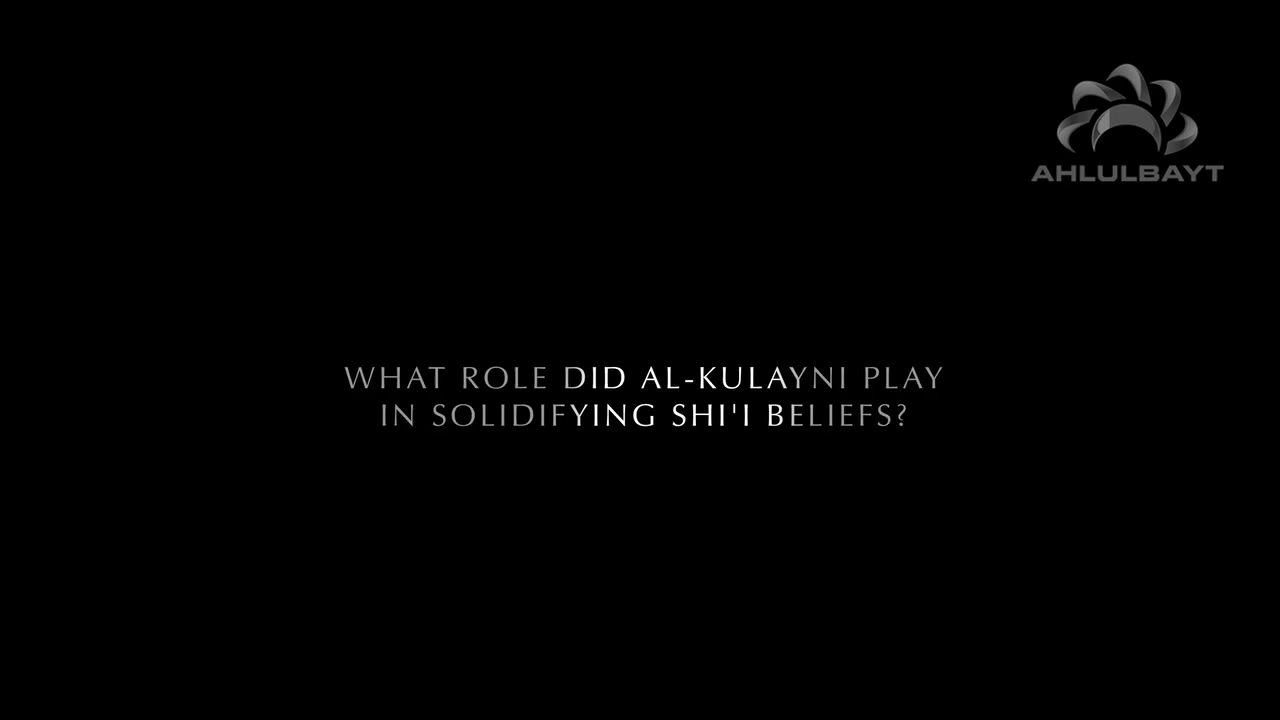 AHLULBAYT
WHAT ROLE DID AL-KULAYNI PLAY
IN SOLIDIFYING SHI'I BELIEFS?